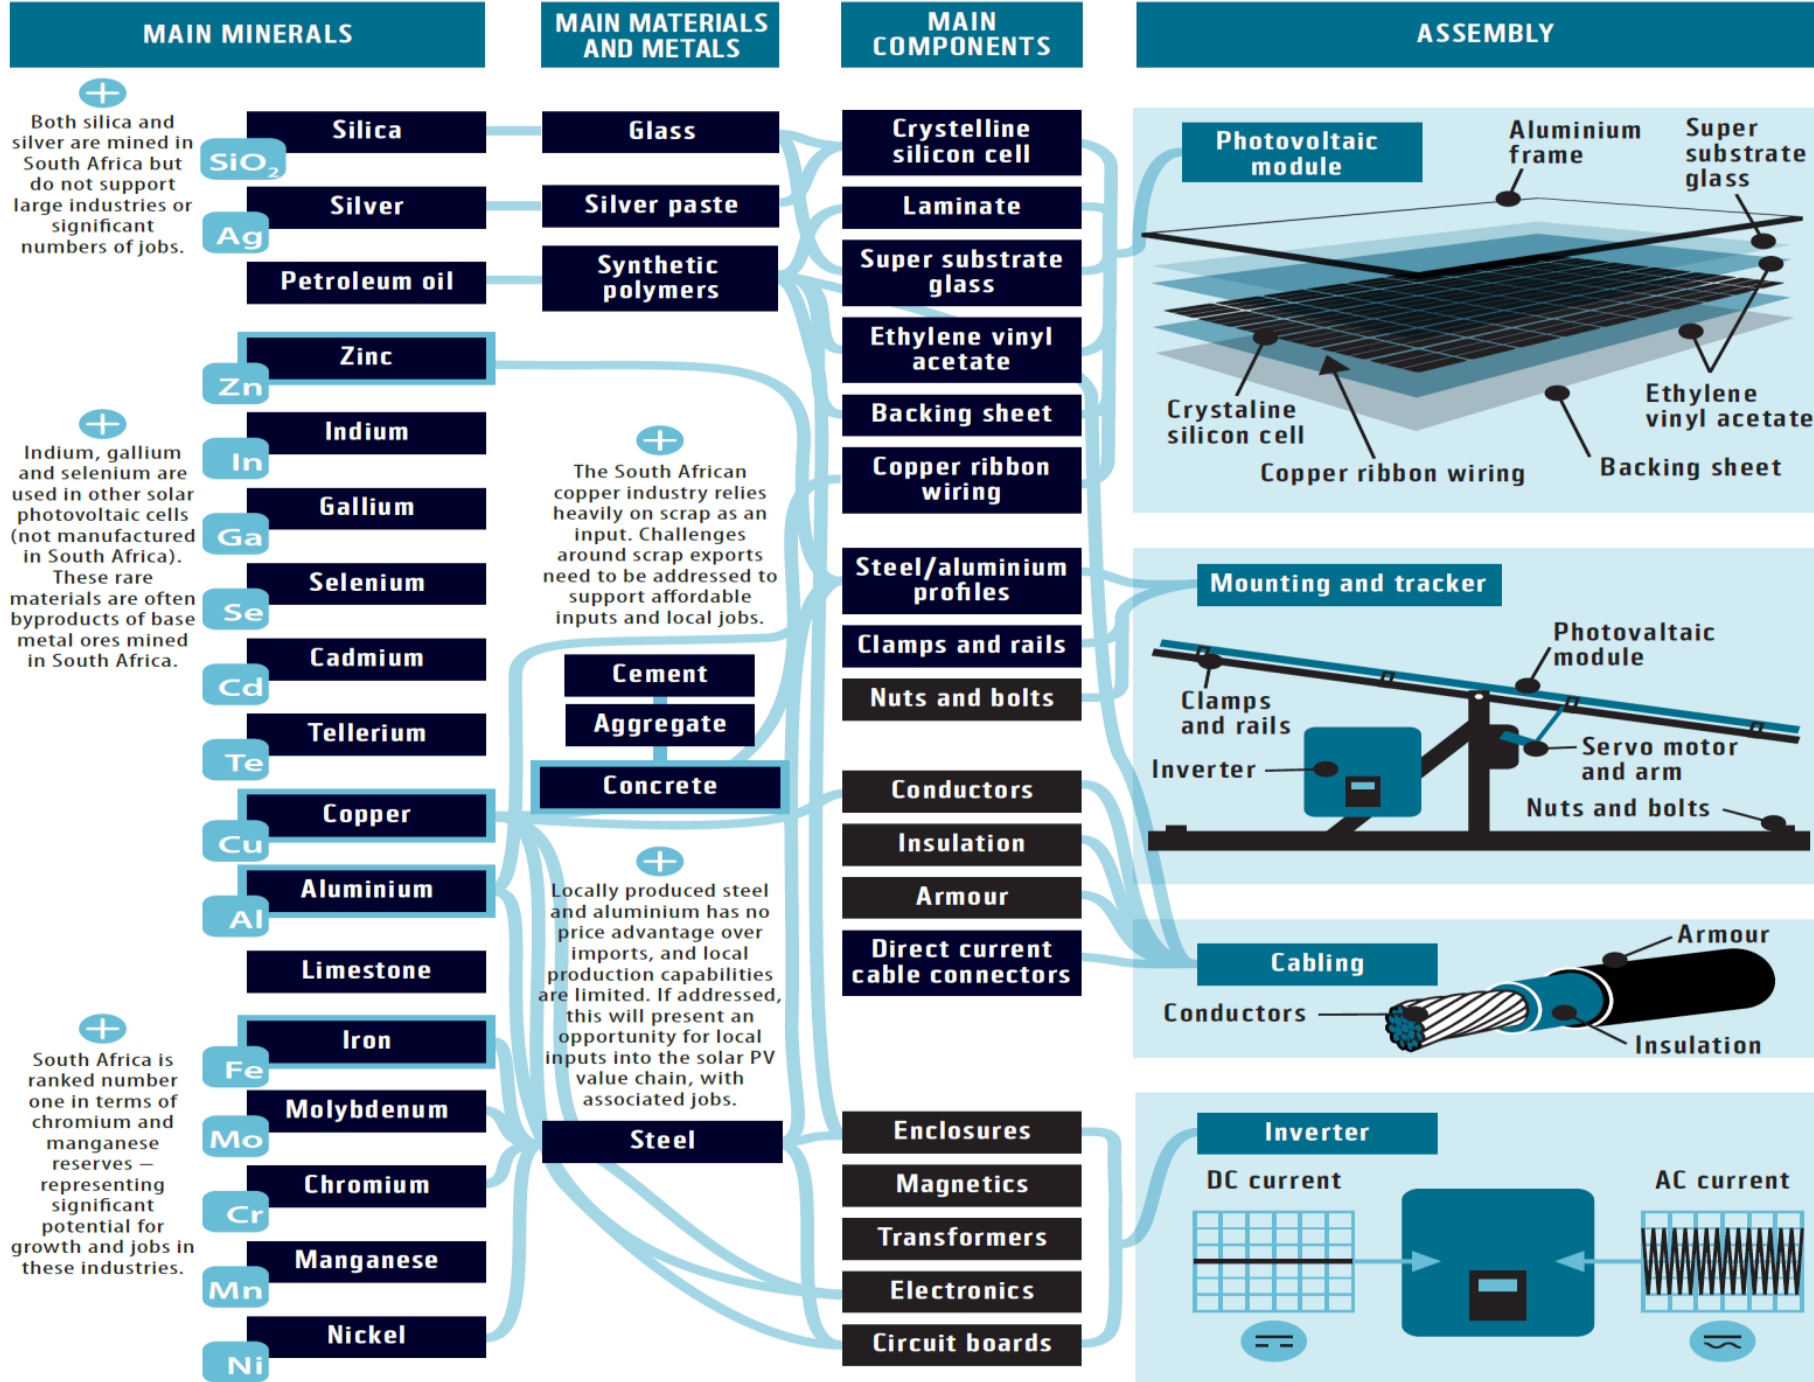 MAIN MINERALS
MAIN MATERIALS
AND METALS
MAIN
COMPONENTS
ASSEMBLY
Both silica and
silver are mined in
South Africa but
do not support
large industries or
significant
numbers of jobs.
SiO2
Silica
Ag
Silver
Petroleum oil
Zn
Zinc
Indium, gallium
and selenium are
used in other solar
photovoltaic cells
(not manufactured
in South Africa).
These rare
materials are often
byproducts of base
metal ores mined
in South Africa.
In
Indium
Ga
Gallium
Se
Selenium
Cd
Cadmium
Te
Tellerium
Cu
Copper
Al
Aluminium
Limestone
South Africa is
ranked number
one in terms of
chromium and
manganese
reserves —
representing
significant
potential for
growth and jobs in
these industries.
Fe
Iron
Mo
Molybdenum
Cr
Chromium
Mn
Manganese
Ni
Nickel
Glass
Silver paste
Synthetic
polymers
The South African
copper industry relies
heavily on scrap as an
input. Challenges
around scrap exports
need to be addressed to
support affordable
inputs and local jobs.
Cement
Aggregate
Concrete
Locally produced steel
and aluminium has no
price advantage over
imports, and local
production capabilities
are limited. If addressed,
this will present an
opportunity for local
inputs into the solar PV
value chain, with
associated jobs.
Steel
Crystelline
silicon cell
Laminate
Super substrate
glass
Ethylene vinyl
acetate
Backing sheet
Copper ribbon
wiring
Steel/aluminium
profiles
Clamps and rails
Nuts and bolts
Conductors
Insulation
Armour
Direct current
cable connectors
Enclosures
Magnetics
Transformers
Electronics
Circuit boards
Photovoltaic
module
Aluminium
frame
Super
substrate
glass
Crystaline
silicon cell
Copper ribbon wiring
Ethylene
vinyl acetate
Backing sheet
Mounting and tracker
Photovaltaic
module
Clamps
and rails
Inverter
Servo motor
and arm
Nuts and bolts
Cabling
Armour
Conductors
Insulation
Inverter
DC current
AC current